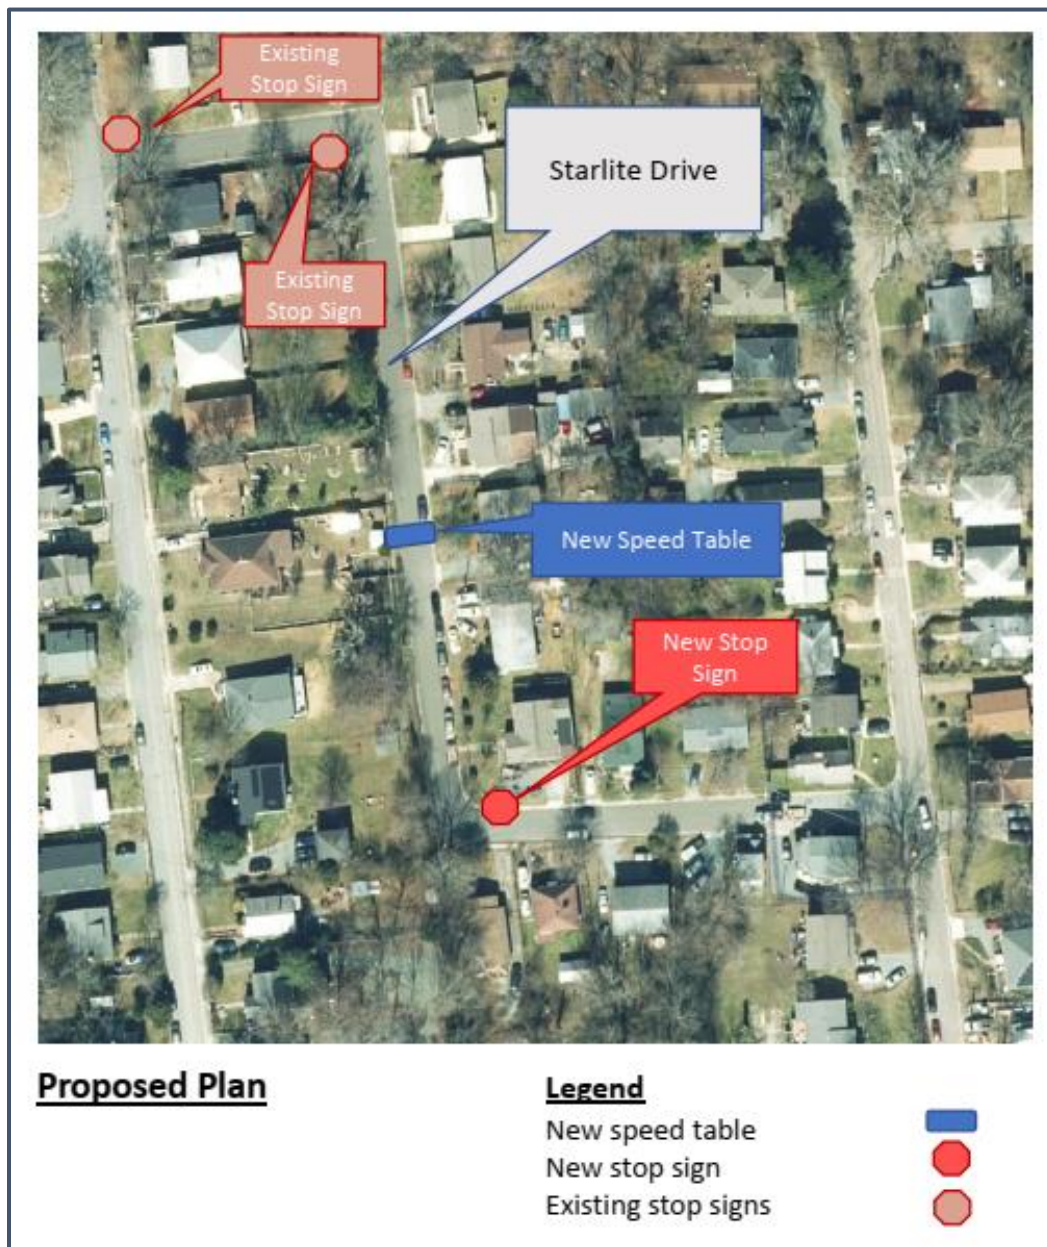 Existing
Stop Sign
Starlite Drive
Existing
Stop Sign
New Speed Table
New Stop
Sign
Proposed Plan
Legend
New speed table
New stop sign
Existing stop signs